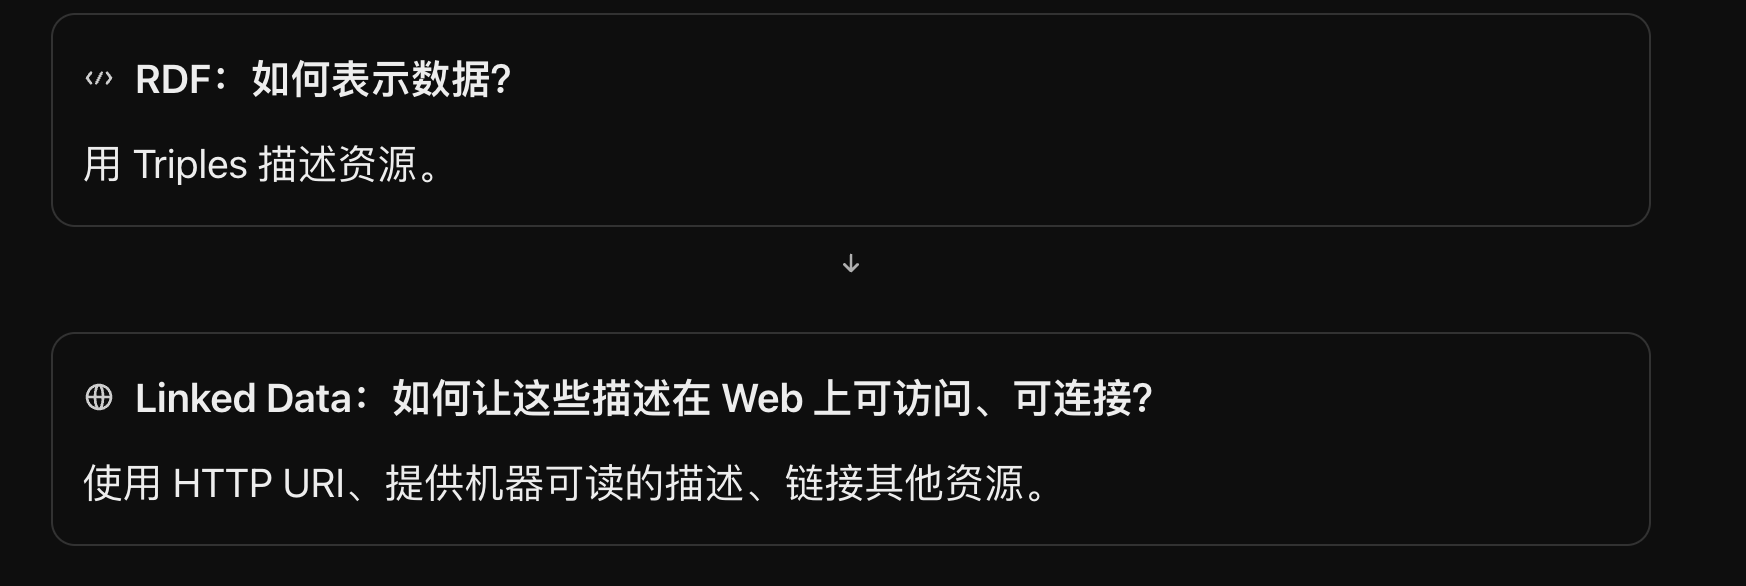 RDF：如何表示数据?
用 Triples 描述资源。
Linked Data：如何让这些描述在 Web 上可访问、可连接?
使用 HTTP URI、提供机器可读的描述、链接其他资源。